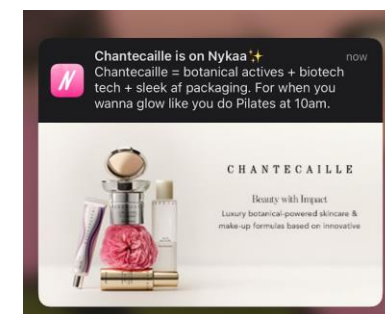 Chantecaille is on Nykaa✨ now
Chantecaille = botanical actives + biotech
tech + sleek af packaging. For when you
wanna glow like you do Pilates at 10am.
CHANTECAILLE
Beauty with Impact
Luxury botanical-powered skincare &
make-up formulas based on innovative